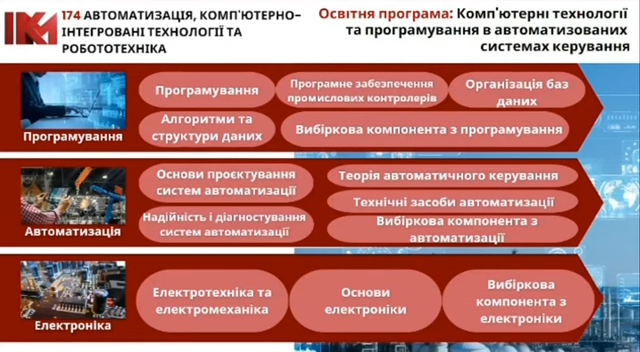 ІКМ
174 АВТОМАТИЗАЦІЯ, КОМП'ЮТЕРНО-
ІНТЕГРОВАНІ ТЕХНОЛОГІЇ ТА
РОБОТОТЕХНІКА
Освітня програма: Комп'ютерні технології
та програмування в автоматизованих
системах керування
Програмування
Програмування
Програмне забезпечення
промислових контролерів
Організація баз
даних
Алгоритми та
структури даних
Вибіркова компонента з програмування
Автоматизація
Основи проєктування
систем автоматизації
Теорія автоматичного керування
Технічні засоби автоматизації
Надійність і діагностування
систем автоматизації
Вибіркова компонента з
автоматизації
Електроніка
Електротехніка та
електромеханіка
Основи
електроніки
Вибіркова
компонента з
електроніки